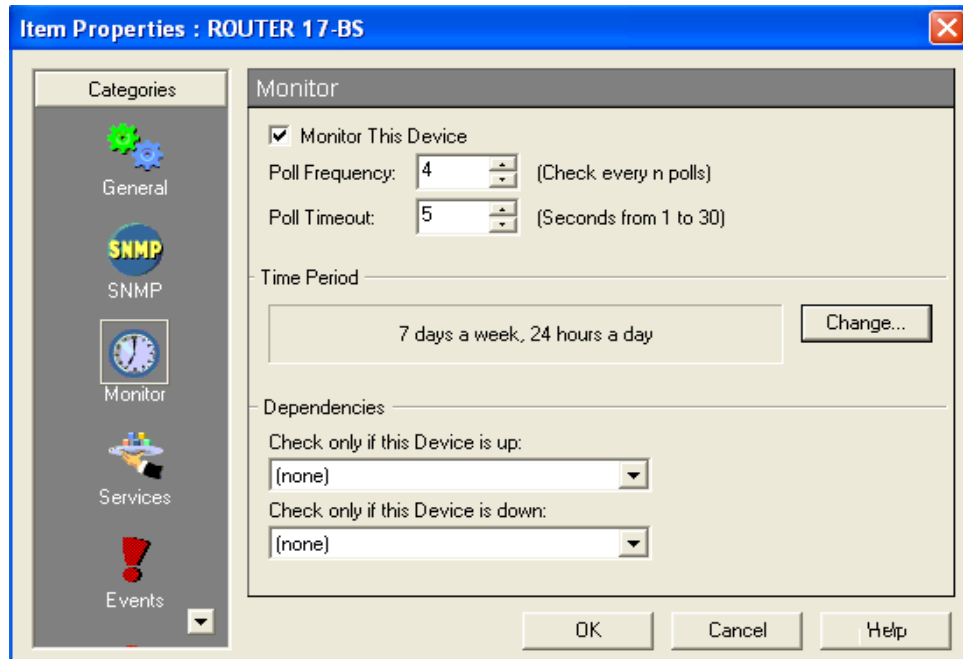 Item Properties : ROUTER 17-BS
Categories
General
SNMP
SNMP
Monitor
Services
Events
Monitor
Monitor This Device
Poll Frequency: 4 (Check every n polls)
Poll Timeout: 5 (Seconds from 1 to 30)
Time Period
7 days a week, 24 hours a day
Change...
Dependencies
Check only if this Device is up:
(none)
Check only if this Device is down:
(none)
OK Cancel Help